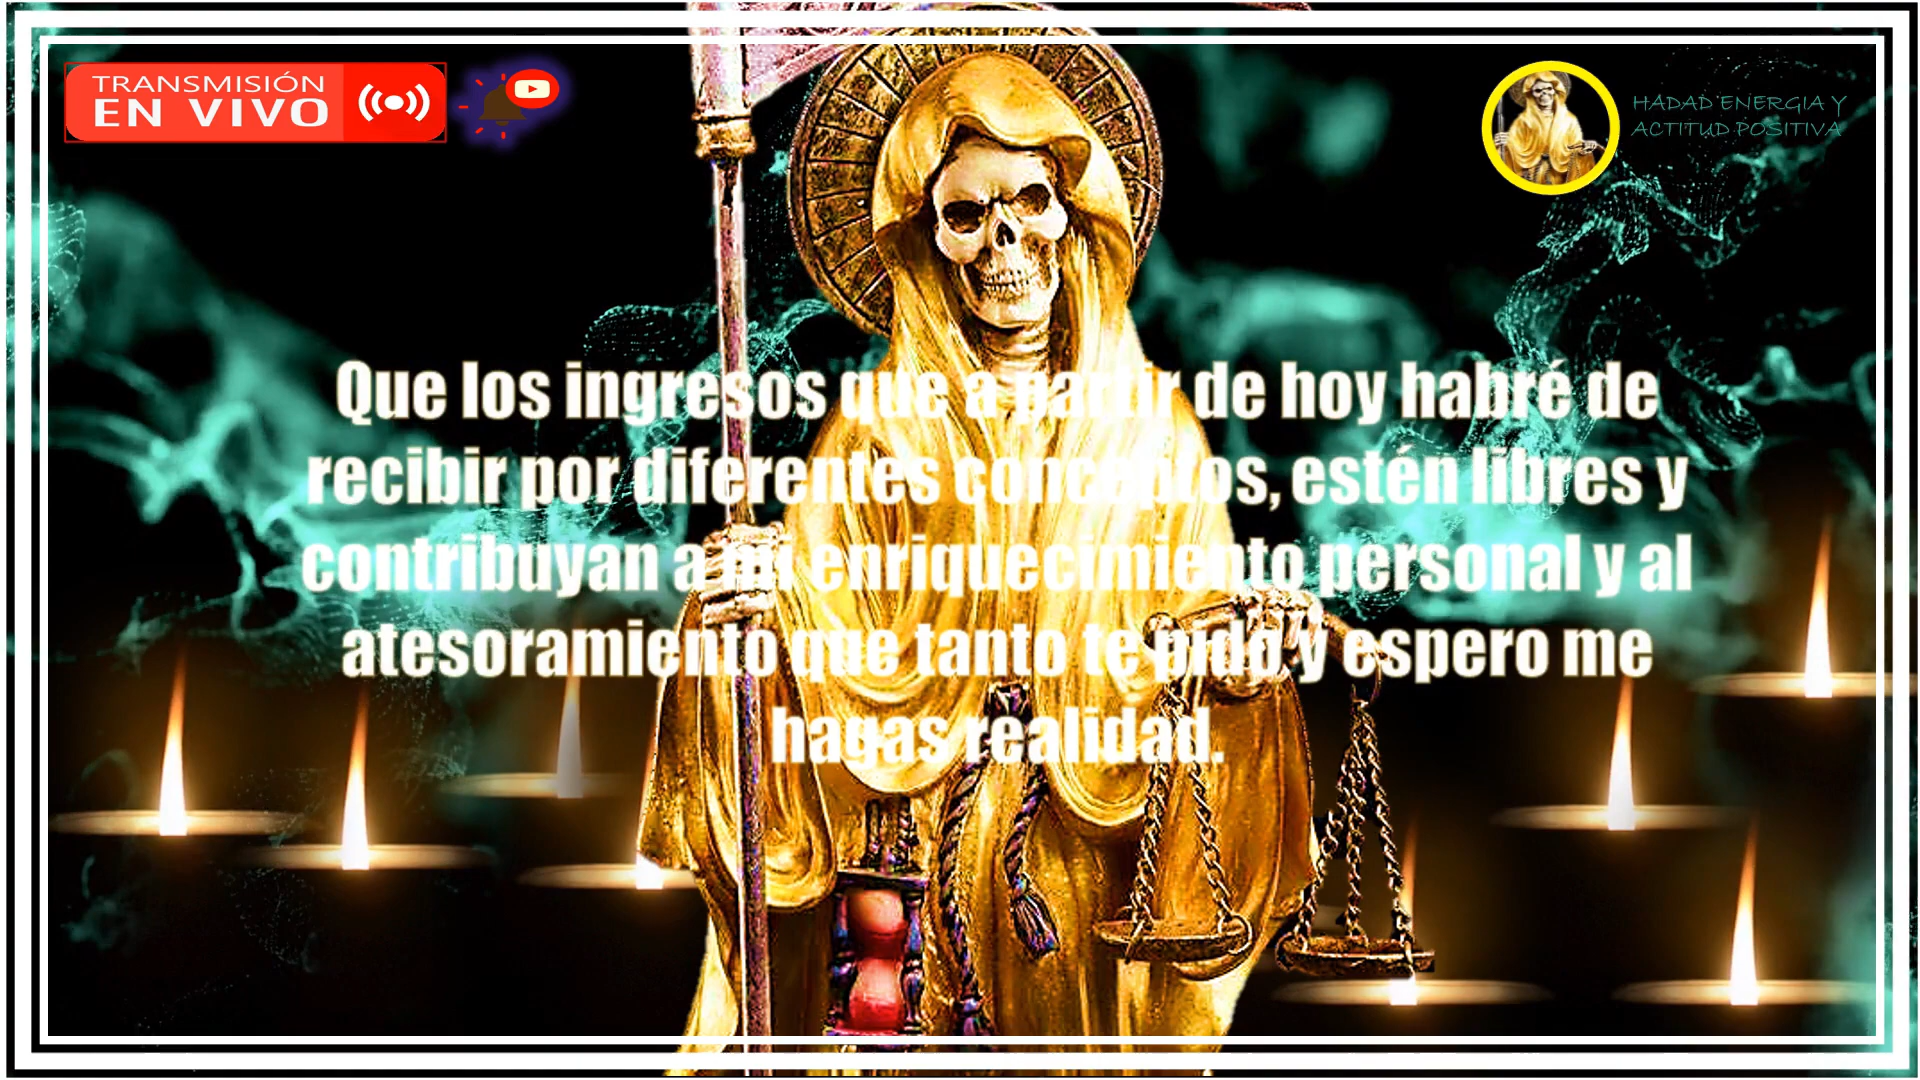 TRANSMISIÓN
EN VIVO
HADAD ENERGIA Y
ACTITUD POSITIVA
Que los ingresos que a partir de hoy habré de
recibir por diferentes conceptos, estén libres y
contribuyan a mi enriquecimiento personal y al
atesoramiento que tanto te pido y espero me
hagas realidad.